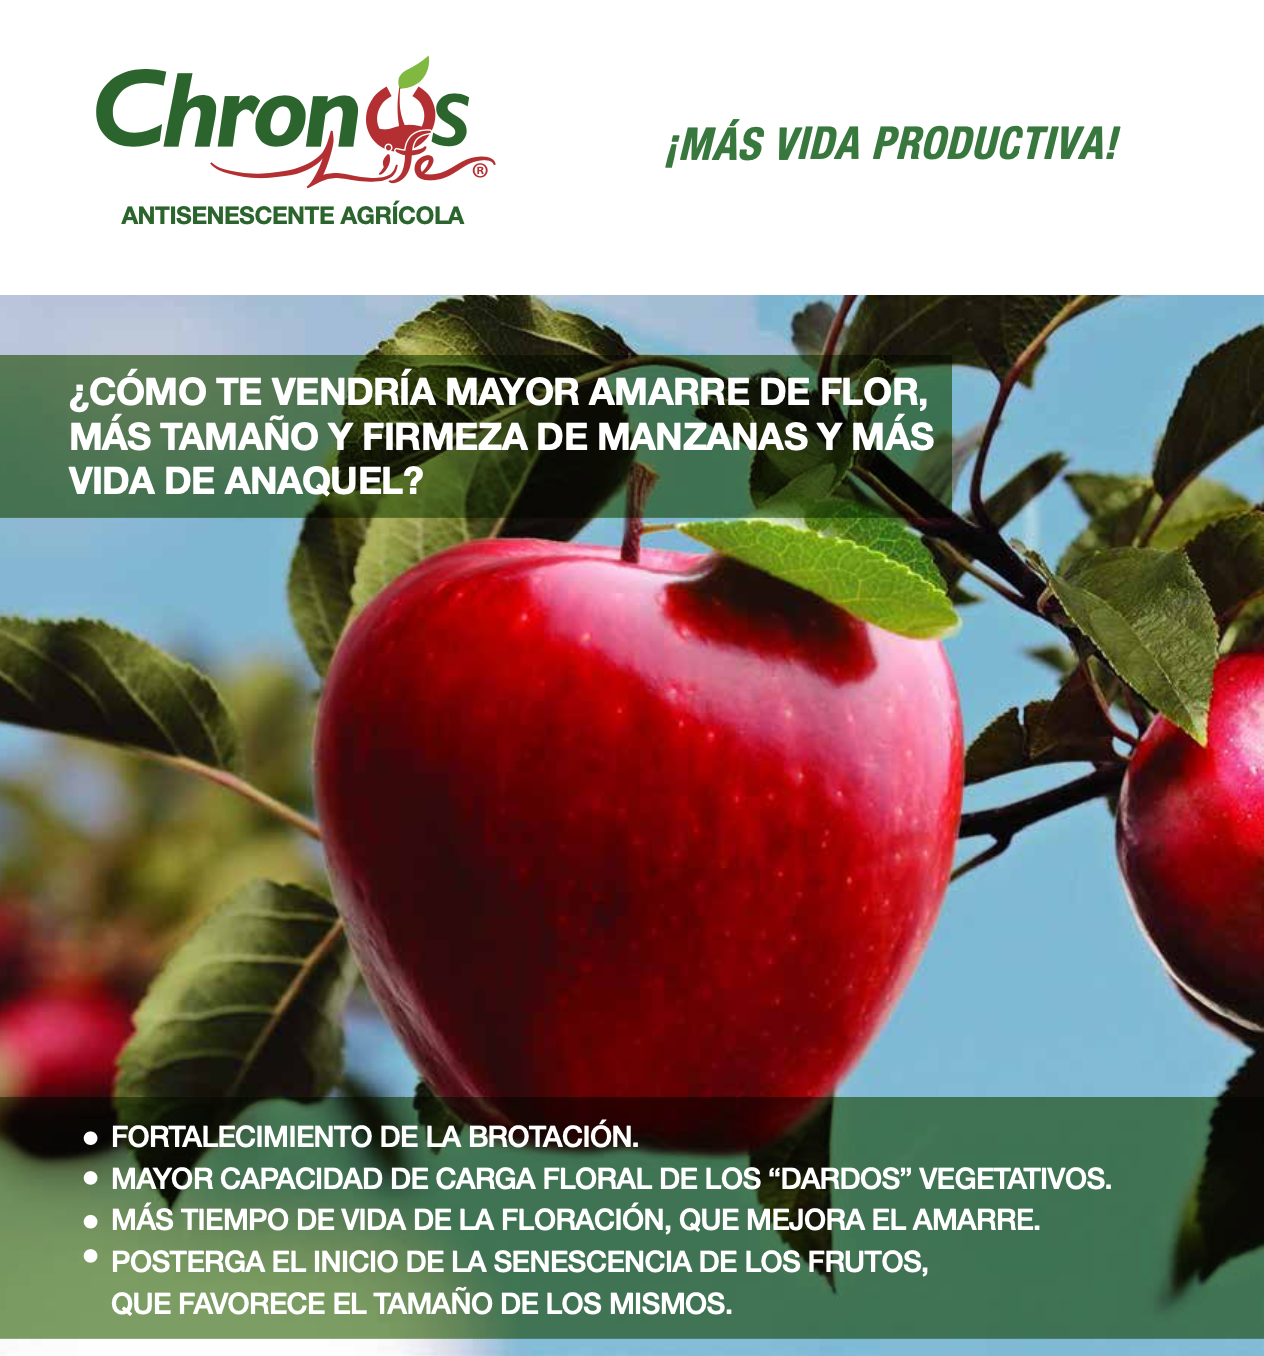 Chronos
Life ®
ANTISENESCENTE AGRÍCOLA
¡MÁS VIDA PRODUCTIVA!
¿CÓMO TE VENDRÍA MAYOR AMARRE DE FLOR,
MÁS TAMAÑO Y FIRMEZA DE MANZANAS Y MÁS
VIDA DE ANAQUEL?
• FORTALECIMIENTO DE LA BROTACIÓN.
• MAYOR CAPACIDAD DE CARGA FLORAL DE LOS “DARDOS” VEGETATIVOS.
• MÁS TIEMPO DE VIDA DE LA FLORACIÓN, QUE MEJORA EL AMARRE.
• POSTERGA EL INICIO DE LA SENESCENCIA DE LOS FRUTOS,
QUE FAVORECE EL TAMAÑO DE LOS MISMOS.